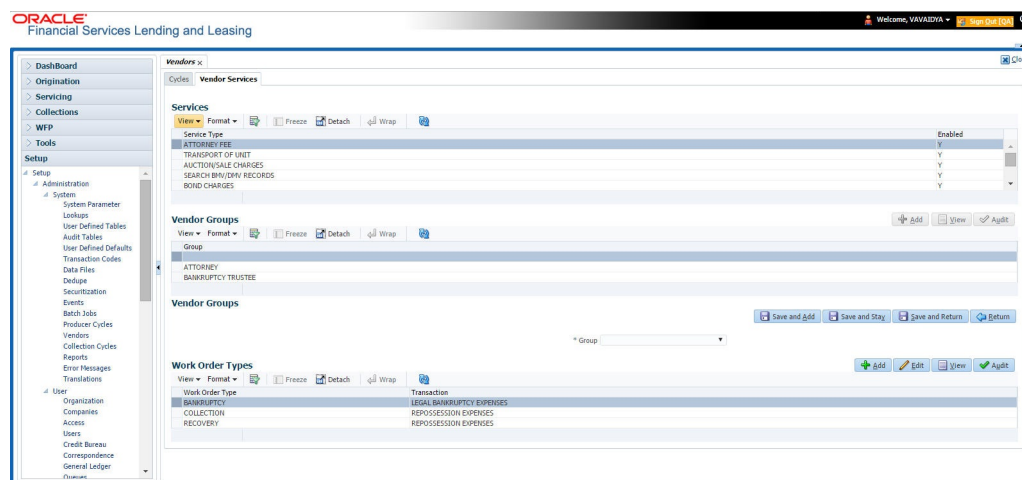 ORACLE
Financial Services Lending and Leasing
Welcome, VAVAIDYA
Sign Out [QA]
DashBoard
Origination
Servicing
Collections
WFP
Tools
Setup
Setup
Administration
System
System Parameter
Lookups
User Defined Tables
Audit Tables
User Defined Defaults
Transaction Codes
Data Files
Dedupe
Securitization
Events
Batch Jobs
Producer Cycles
Vendors
Collection Cycles
Reports
Error Messages
Translations
User
Organization
Companies
Access
Users
Credit Bureau
Correspondence
General Ledger
Queues
Vendors x
Clo
Cycles Vendor Services
Services
View Format Freeze Detach Wrap
Service Type Enabled
ATTORNEY FEE Y
TRANSPORT OF UNIT Y
AUCTION/SALE CHARGES Y
SEARCH BMV/DMV RECORDS Y
BOND CHARGES Y
Vendor Groups
Add View Audit
View Format Freeze Detach Wrap
Group
ATTORNEY
BANKRUPTCY TRUSTEE
Vendor Groups
Save and Add Save and Stay Save and Return Return
* Group
Work Order Types
Add Edit View Audit
View Format Freeze Detach Wrap
Work Order Type Transaction
BANKRUPTCY LEGAL BANKRUPTCY EXPENSES
COLLECTION REPOSSESSION EXPENSES
RECOVERY REPOSSESSION EXPENSES